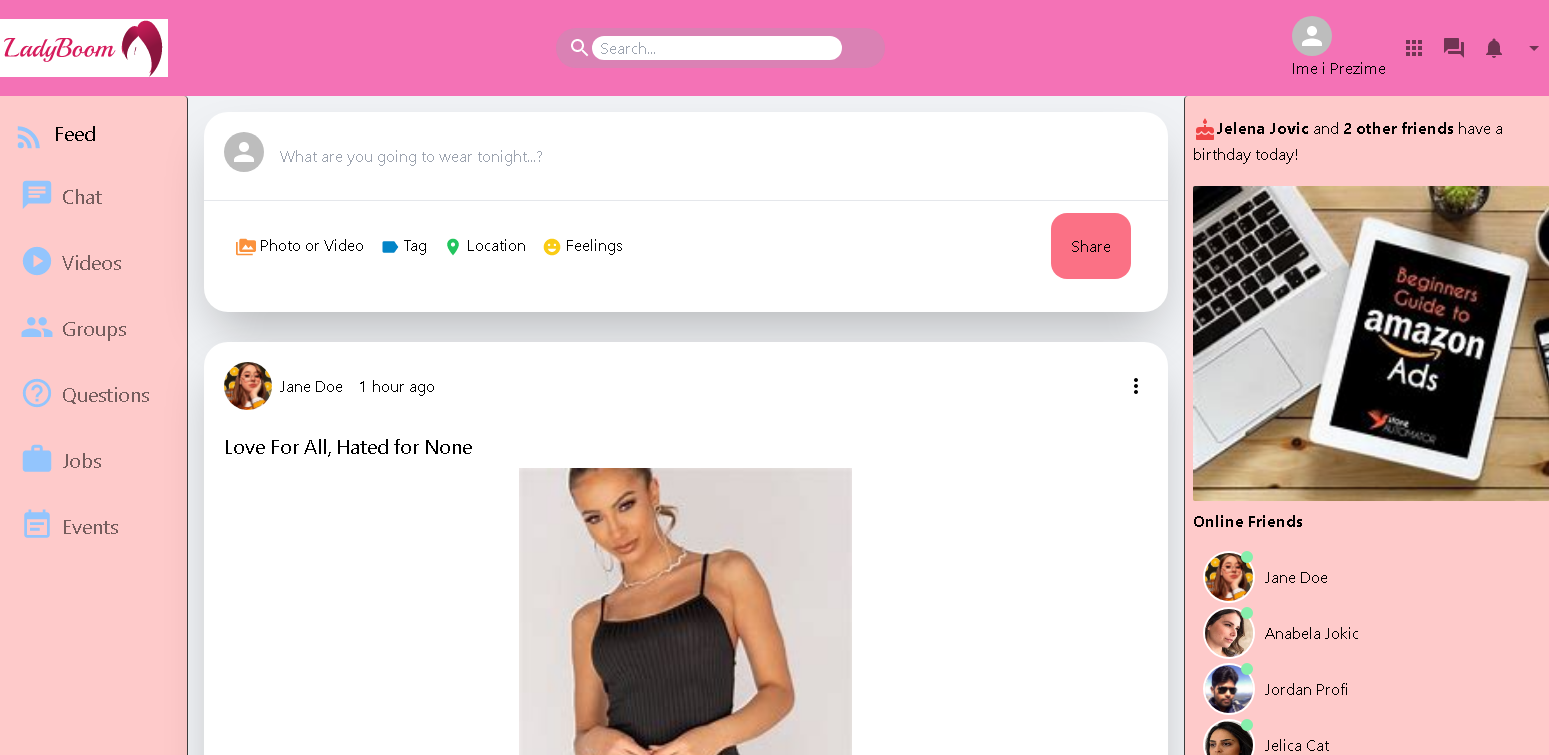 LadyBoom
Search...
Ime i Prezime
Feed
Chat
Videos
Groups
Questions
Jobs
Events
What are you going to wear tonight...?
Photo or Video Tag Location Feelings
Share
Jane Doe 1 hour ago
Love For All, Hated for None
Jelena Jovic and 2 other friends have a
birthday today!
Beginners
Guide to
amazon
Ads
stone
AUTOMATOR
Online Friends
Jane Doe
Anabela Jokic
Jordan Profi
Jelica Cat